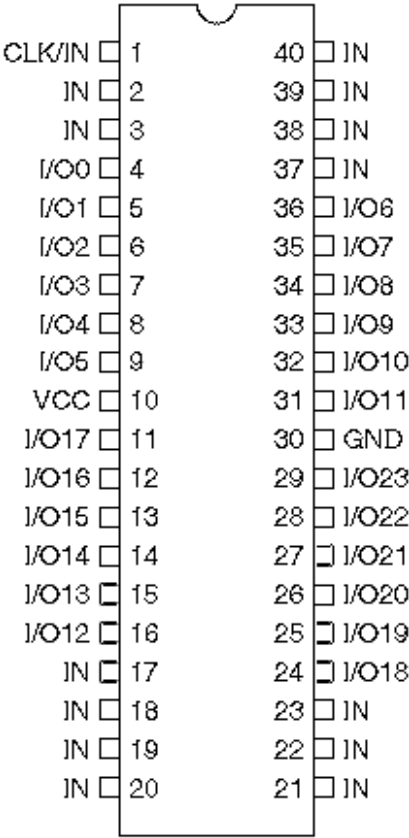 CLK/IN 1 40 IN
IN 2 39 IN
IN 3 38 IN
I/O0 4 37 IN
I/O1 5 36 I/O6
I/O2 6 35 I/O7
I/O3 7 34 I/O8
I/O4 8 33 I/O9
I/O5 9 32 I/O10
VCC 10 31 I/O11
I/O17 11 30 GND
I/O16 12 29 I/O23
I/O15 13 28 I/O22
I/O14 14 27 I/O21
I/O13 15 26 I/O20
I/O12 16 25 I/O19
IN 17 24 I/O18
IN 18 23 IN
IN 19 22 IN
IN 20 21 IN